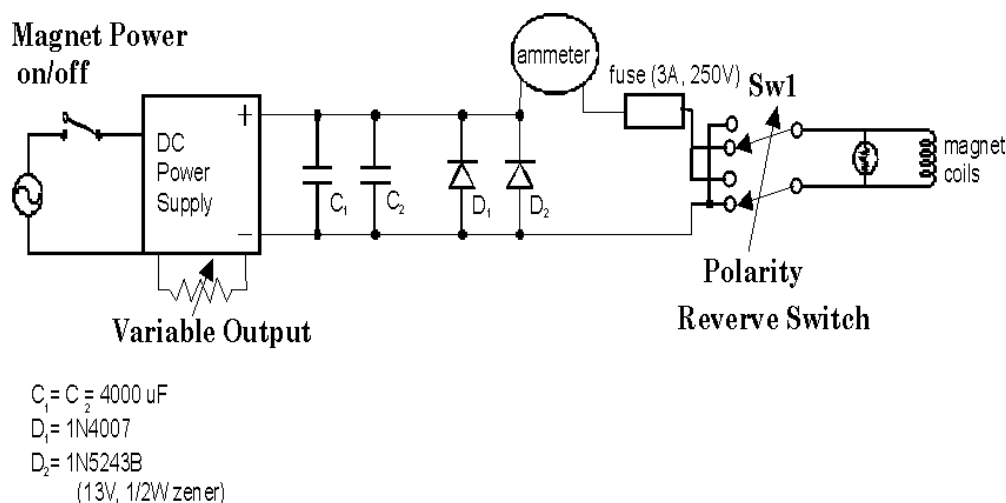 Magnet Power
on/off
ammeter
fuse (3A, 250V)
Sw1
+
DC
Power
Supply
−
C1
C2
D1
D2
magnet
coils
Variable Output
Polarity
Reverve Switch
C1= C2= 4000 uF
D1= 1N4007
D2= 1N5243B
(13V, 1/2W zener)